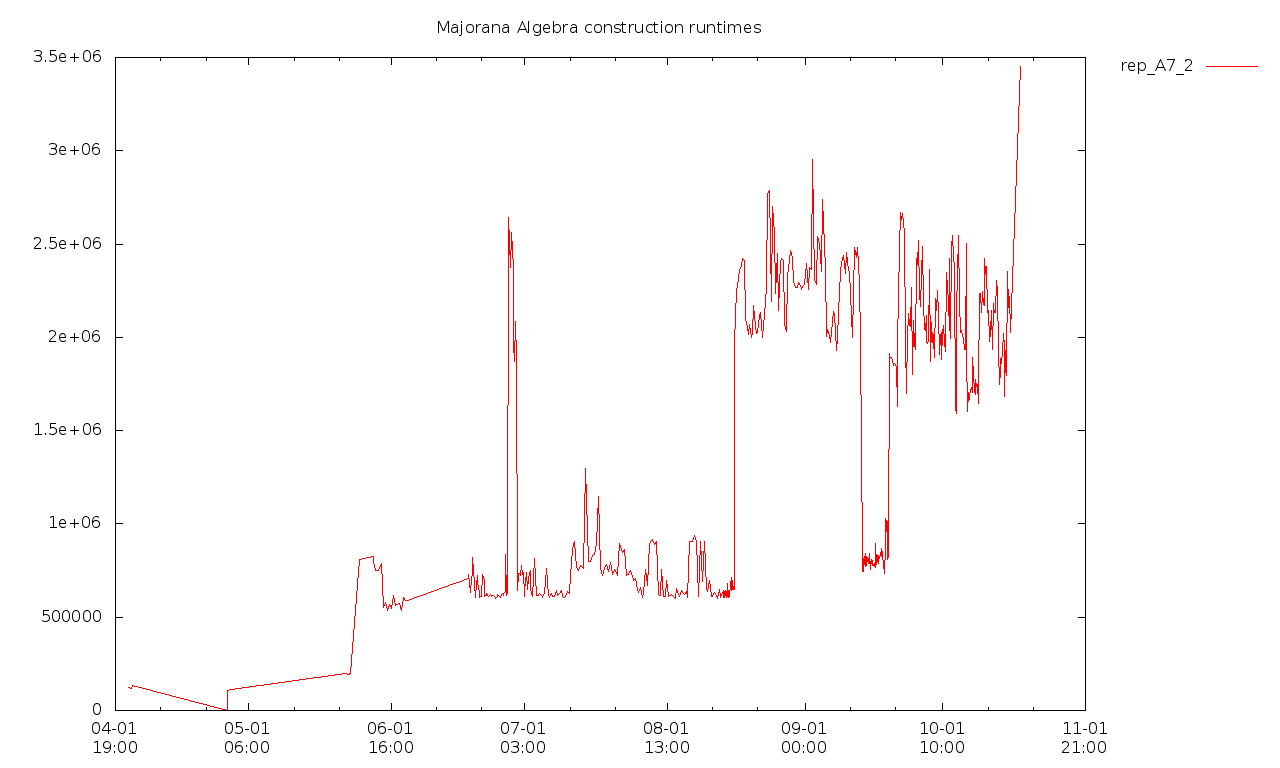 Majorana Algebra construction runtimes
rep_A7_2
3.5e+06
3e+06
2.5e+06
2e+06
1.5e+06
1e+06
500000
0
04-01 05-01 06-01 07-01 08-01 09-01 10-01 11-01
19:00 06:00 16:00 03:00 13:00 00:00 10:00 21:00